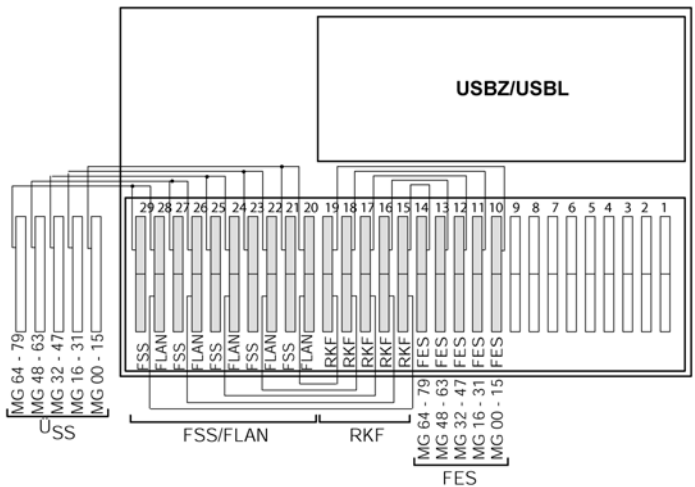 USBZ/USBL
29 28 27 26 25 24 23 22 21 20 19 18 17 16 15 14 13 12 11 10 9 8 7 6 5 4 3 2 1
FSS FLAN FSS FLAN FSS FLAN FSS FLAN FSS FLAN RKF RKF RKF RKF RKF FES FES FES FES FES
MG 64 - 79
MG 48 - 63
MG 32 - 47
MG 16 - 31
MG 00 - 15
ÜSS
FSS/FLAN
RKF
MG 64 - 79
MG 48 - 63
MG 32 - 47
MG 16 - 31
MG 00 - 15
FES